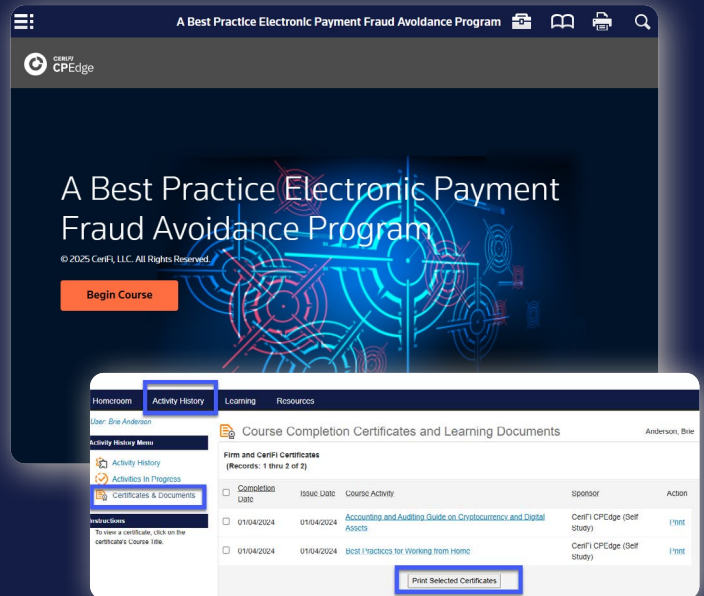 A Best Practice Electronic Payment Fraud Avoidance Program
CERIFI
CPEdge
A Best Practice Electronic Payment
Fraud Avoidance Program
© 2025 CeriFi, LLC. All Rights Reserved.
Begin Course
Homeroom Activity History Learning Resources
User: Brie Anderson
Activity History Menu
Activity History
Activities In Progress
Certificates & Documents
Instructions
To view a certificate, click on the
certificate's Course Title.
Course Completion Certificates and Learning Documents
Anderson, Brie
Firm and CeriFi Certificates
(Records: 1 thru 2 of 2)
Completion
Date
Issue Date Course Activity Sponsor Action
01/04/2024 01/04/2024 Accounting and Auditing Guide on Cryptocurrency and Digital
Assets
CeriFi CPEdge (Self
Study)
Print
01/04/2024 01/04/2024 Best Practices for Working from Home
CeriFi CPEdge (Self
Study)
Print
Print Selected Certificates